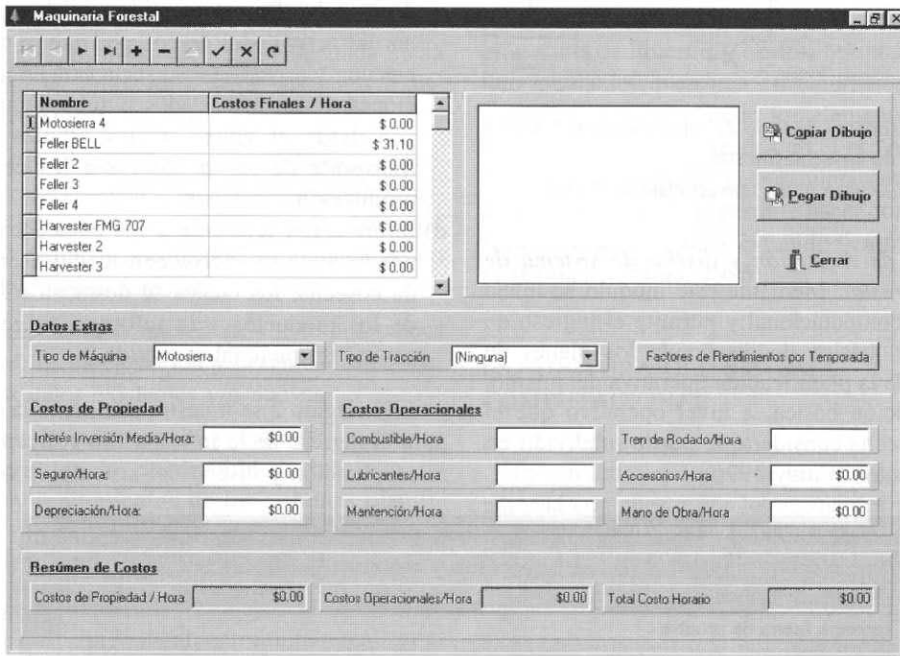 Maquinaria Forestal
Nombre Costos Finales / Hora
Motosierra 4 $ 0.00
Feller BELL $ 31.10
Feller 2 $ 0.00
Feller 3 $ 0.00
Feller 4 $ 0.00
Harvester FMG 707 $ 0.00
Harvester 2 $ 0.00
Harvester 3 $ 0.00
Copiar Dibujo
Pegar Dibujo
Cerrar
Datos Extras
Tipo de Máquina Motosierra Tipo de Tracción (Ninguna) Factores de Rendimientos por Temporada
Costos de Propiedad
Interés Inversión Media/Hora: $0.00
Seguro/Hora: $0.00
Depreciación/Hora: $0.00
Costos Operacionales
Combustible/Hora Tren de Rodado/Hora
Lubricantes/Hora Accesorios/Hora $0.00
Mantención/Hora Mano de Obra/Hora $0.00
Resúmen de Costos
Costos de Propiedad / Hora $0.00 Costos Operacionales/Hora $0.00 Total Costo Horario $0.00